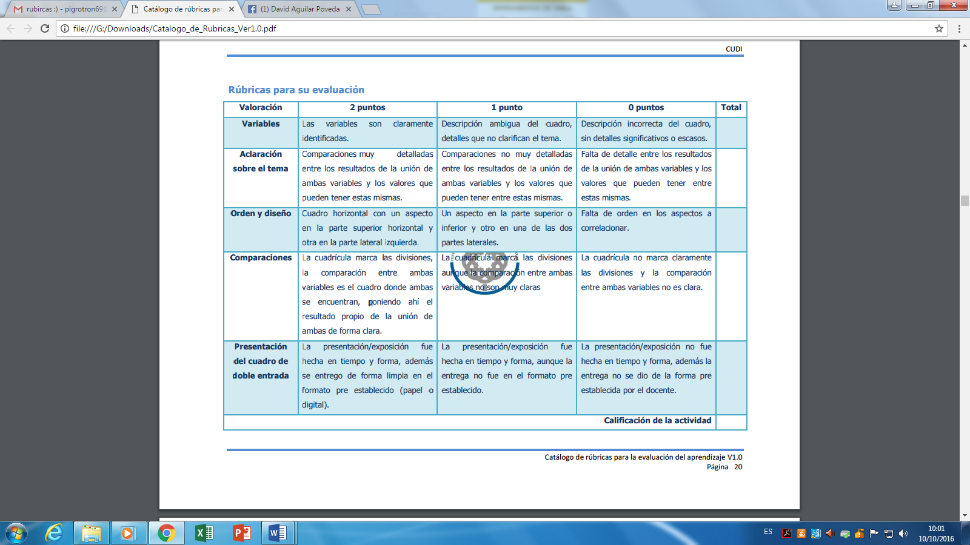 rubircas :) - pigrotron69
Catálogo de rúbricas par
(1) David Aguilar Poveda
file:///G:/Downloads/Catalogo_de_Rubricas_Ver1.0.pdf
CUDI
Rúbricas para su evaluación
Valoración 2 puntos 1 punto 0 puntos Total
Variables
Las variables son claramente
identificadas.
Descripción ambigua del cuadro,
detalles que no clarifican el tema.
Descripción incorrecta del cuadro,
sin detalles significativos o escasos.
Aclaración
sobre el tema
Comparaciones muy detalladas
entre los resultados de la unión de
ambas variables y los valores que
pueden tener estas mismas.
Comparaciones no muy detalladas
entre los resultados de la unión de
ambas variables y los valores que
pueden tener entre estas mismas.
Falta de detalle entre los resultados
de la unión de ambas variables y los
valores que pueden tener entre
estas mismas.
Orden y diseño
Cuadro horizontal con un aspecto
en la parte superior horizontal y
otra en la parte lateral izquierda.
Un aspecto en la parte superior o
inferior y otro en una de las dos
partes laterales.
Falta de orden en los aspectos a
correlacionar.
Comparaciones
La cuadrícula marca las divisiones,
la comparación entre ambas
variables es el cuadro donde ambas
se encuentran, poniendo ahí el
resultado propio de la unión de
ambas de forma clara.
La cuadrícula marca las divisiones
aunque la comparación entre ambas
variables no son muy claras
La cuadrícula no marca claramente
las divisiones y la comparación
entre ambas variables no es clara.
Presentación
del cuadro de
doble entrada
La presentación/exposición fue
hecha en tiempo y forma, además
se entrego de forma limpia en el
formato pre establecido (papel o
digital).
La presentación/exposición fue
hecha en tiempo y forma, aunque la
entrega no fue en el formato pre
establecido.
La presentación/exposición no fue
hecha en tiempo y forma, además la
entrega no se dio de la forma pre
establecida por el docente.
Calificación de la actividad
Catálogo de rúbricas para la evaluación del aprendizaje V1.0
Página 20
ES
10:01
10/10/2016